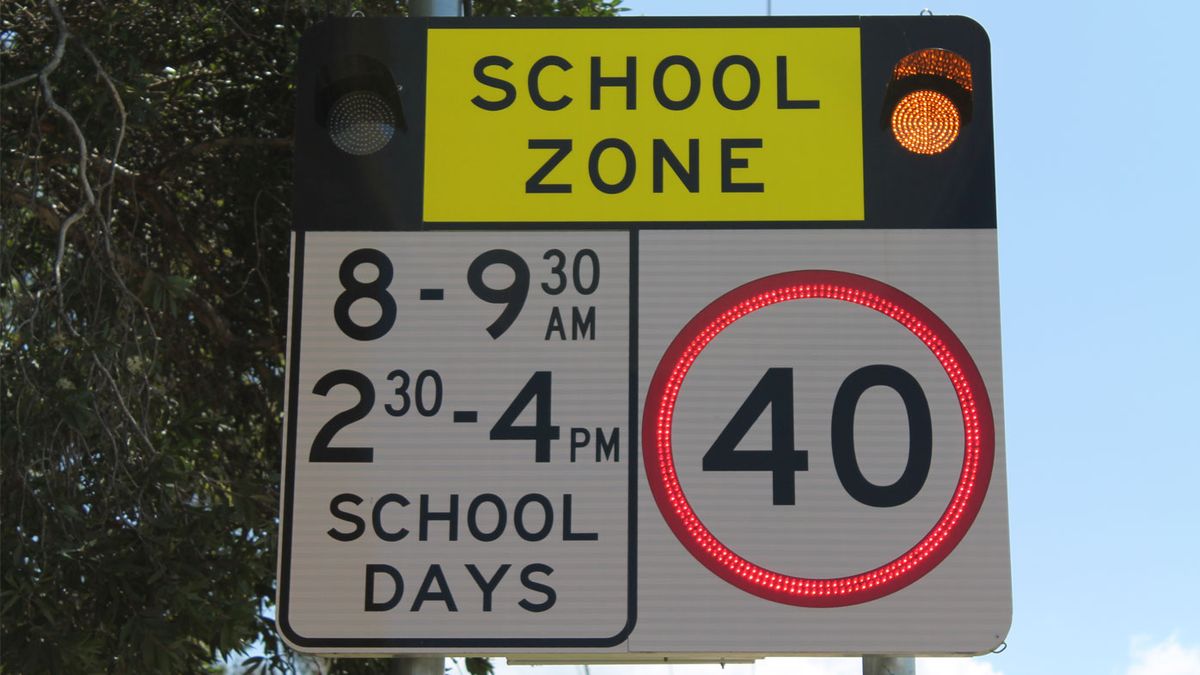 SCHOOL
ZONE
8 - 9 30 AM
2 30 - 4 PM
SCHOOL
DAYS
40